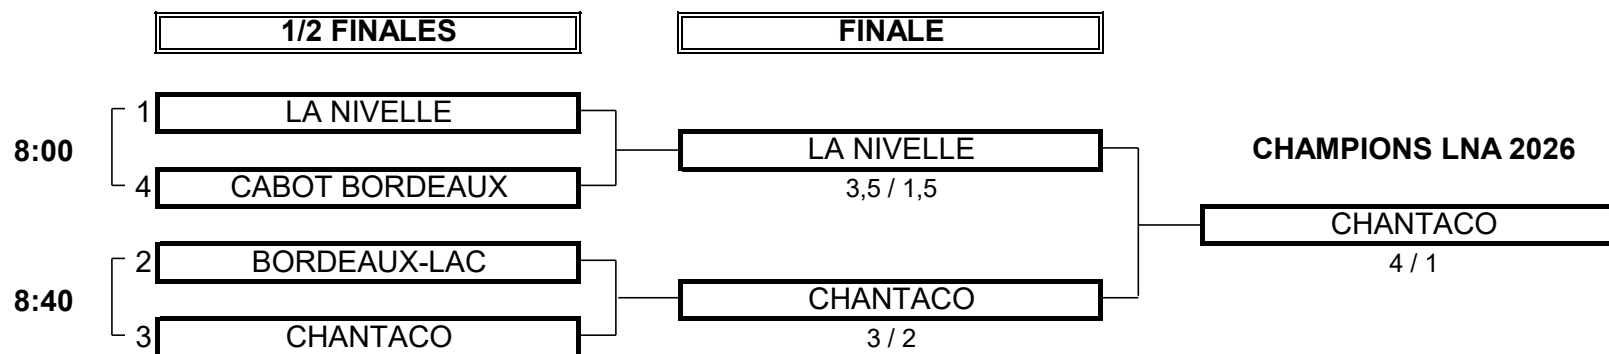 1/2 FINALES
FINALE
1 LA NIVELLE
8:00
LA NIVELLE
CHAMPIONS LNA 2026
4 CABOT BORDEAUX
3,5 / 1,5
CHANTACO
2 BORDEAUX-LAC
4 / 1
8:40
CHANTACO
3 CHANTACO
3 / 2